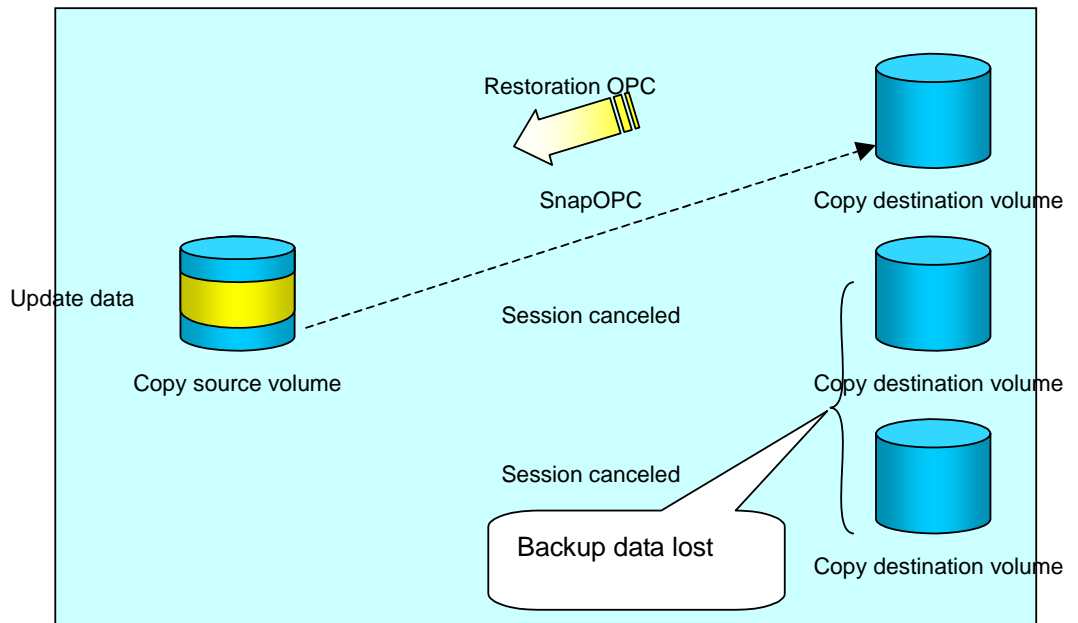 Restoration OPC
SnapOPC
Copy destination volume
Update data
Session canceled
Copy source volume
Copy destination volume
Session canceled
Backup data lost
Copy destination volume